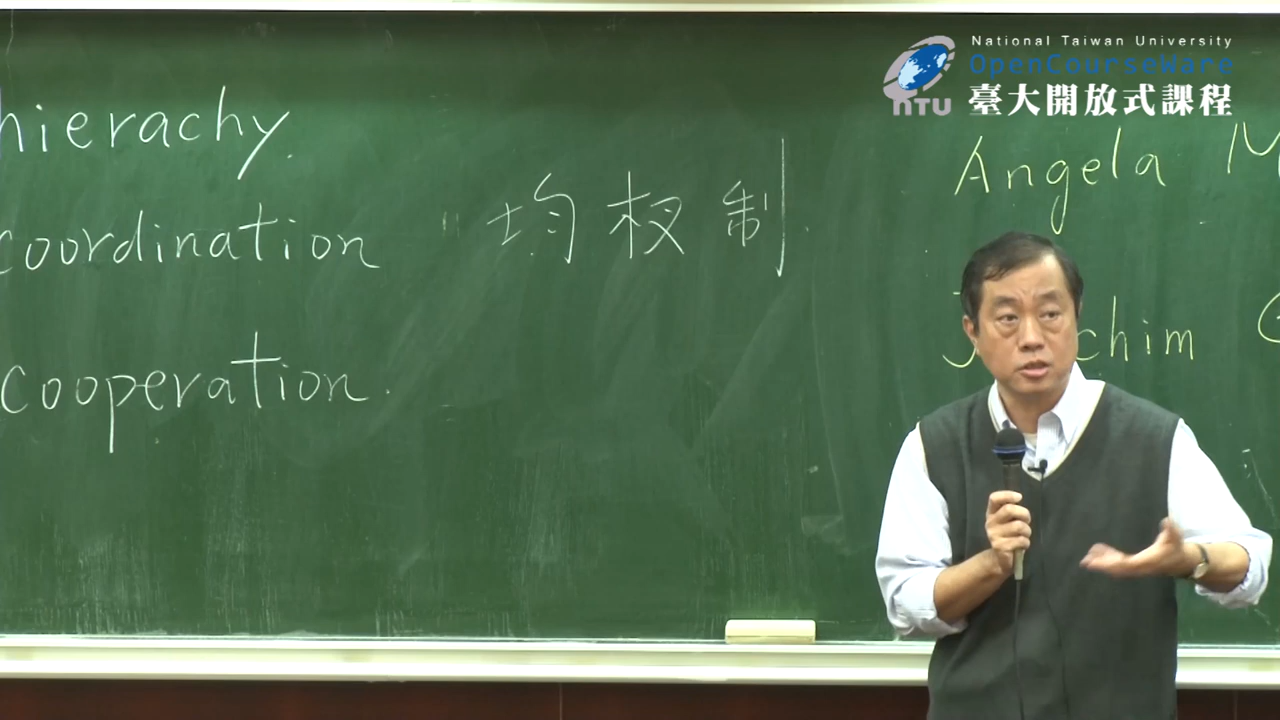 National Taiwan University
OpenCourseWare
臺大開放式課程
NTU
hierachy.
coordination
cooperation.
"均权制
Angela M
chim